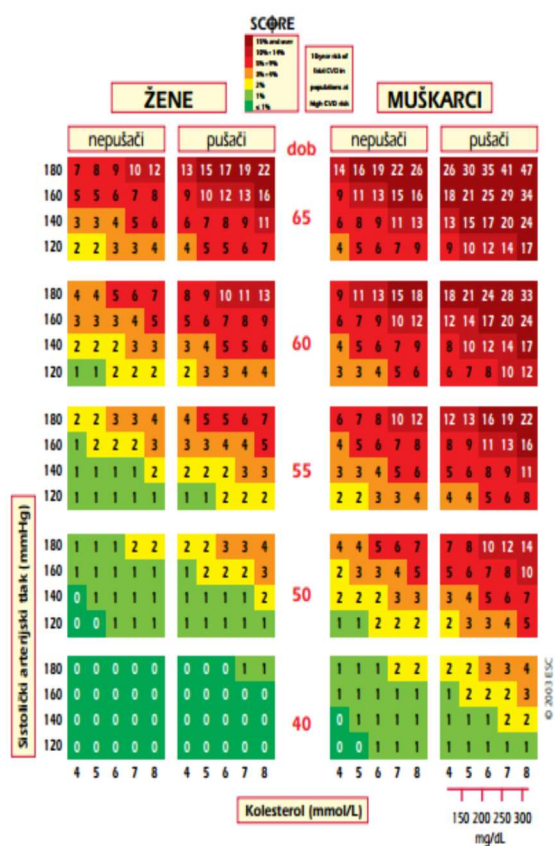 SCORE
15% and over
10% - 14%
5% - 9%
3% - 4%
2%
1%
< 1%
10-year risk of
fatal CVD in
populations at
high CVD risk
ŽENE
MUŠKARCI
nepušači pušači dob nepušači pušači
180 7 8 9 10 12 13 15 17 19 22 14 16 19 22 26 26 30 35 41 47
160 5 5 6 7 8 9 10 12 13 16 9 11 13 15 16 18 21 25 29 34
65
140 3 3 4 5 6 6 7 8 9 11 6 8 9 11 13 13 15 17 20 24
120 2 2 3 3 4 4 5 5 6 7 4 5 6 7 9 9 10 12 14 17
180 4 4 5 6 7 8 9 10 11 13 9 11 13 15 18 18 21 24 28 33
160 3 3 3 4 5 5 6 7 8 9 6 7 9 10 12 12 14 17 20 24
60
140 2 2 2 3 3 3 4 5 5 6 4 5 6 7 9 8 10 12 14 17
120 1 1 2 2 2 2 3 3 4 4 3 3 4 5 6 6 7 8 10 12
180 2 2 3 3 4 4 5 5 6 7 6 7 8 10 12 12 13 16 19 22
160 1 2 2 2 3 3 3 4 4 5 4 5 6 7 8 8 9 11 13 16
55
140 1 1 1 1 2 2 2 2 3 3 3 3 4 5 6 5 6 8 9 11
120 1 1 1 1 1 1 1 2 2 2 2 2 3 3 4 4 4 5 6 8
180 1 1 1 2 2 2 2 3 3 4 4 4 5 6 7 7 8 10 12 14
160 1 1 1 1 1 1 2 2 2 3 2 3 3 4 5 5 6 7 8 10
50
140 0 1 1 1 1 1 1 1 1 2 2 2 2 3 3 3 4 5 6 7
120 0 0 1 1 1 1 1 1 1 1 1 1 2 2 2 2 3 3 4 5
180 0 0 0 0 0 0 0 0 1 1 1 1 1 2 2 2 2 3 3 4
160 0 0 0 0 0 0 0 0 0 0 1 1 1 1 1 1 2 2 2 3
40
140 0 0 0 0 0 0 0 0 0 0 0 1 1 1 1 1 1 1 2 2
120 0 0 0 0 0 0 0 0 0 0 0 0 1 1 1 1 1 1 1 1
4 5 6 7 8 4 5 6 7 8 4 5 6 7 8 4 5 6 7 8
Sistolički arterijski tlak (mmHg)
Kolesterol (mmol/L)
150 200 250 300
mg/dL
© 2003 ESC